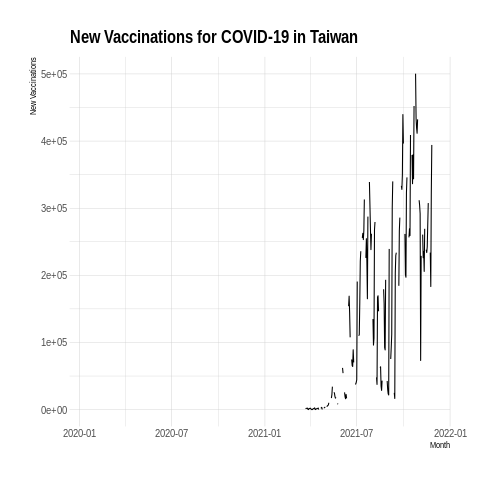 New Vaccinations for COVID-19 in Taiwan
New Vaccinations
5e+05
4e+05
3e+05
2e+05
1e+05
0e+00
2020-01 2020-07 2021-01 2021-07 2022-01
Month